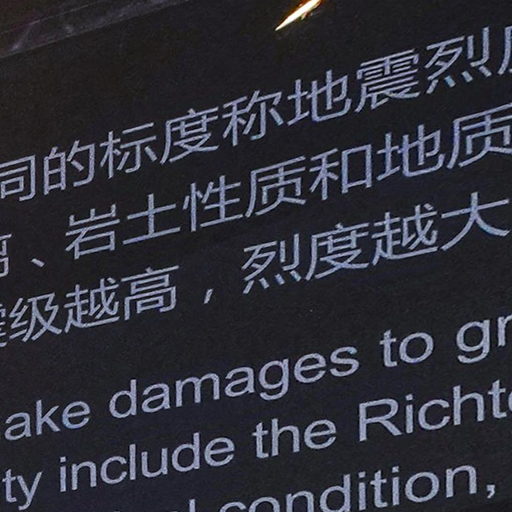 同的标度称地震烈度
、岩土性质和地质
级越高，烈度越大
ake damages to gr
ty include the Richt
condition,